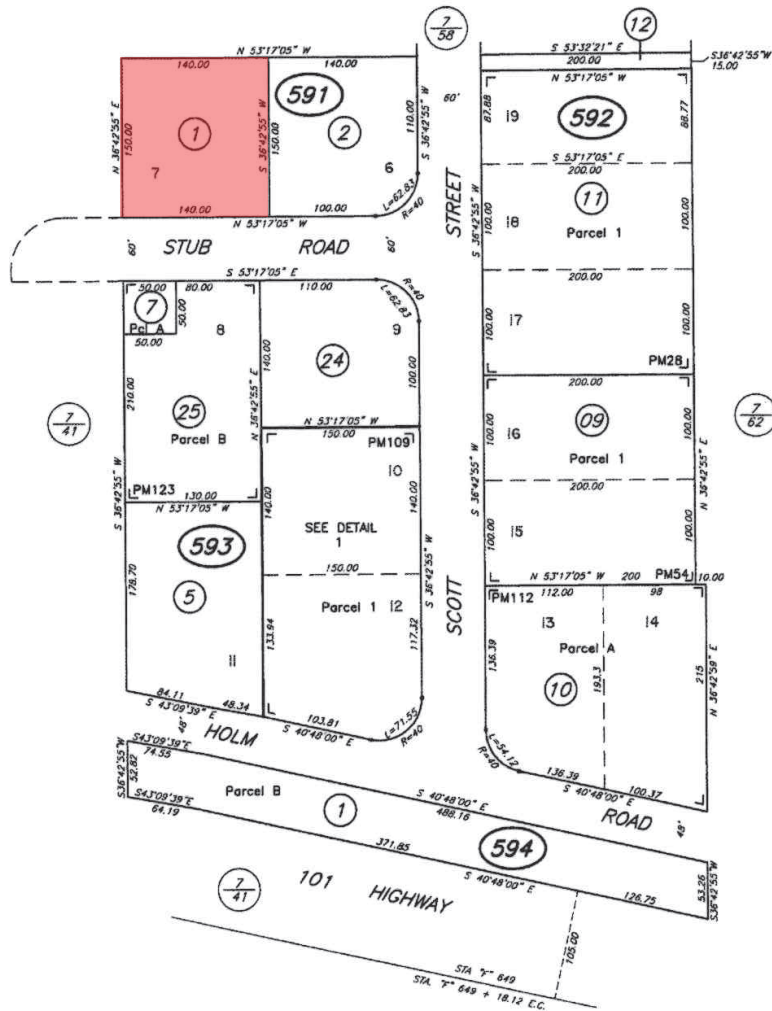 7
58
12
N 53°17'05" W
S 53°32'21" E
200.00
S36°42'55"W
15.00
140.00
140.00
N 53°17'05" W
N 36°42'55" E
150.00
1
7
S 36°42'55" W
150.00
591
2
6
110.00
S 36°42'55" W
L=62.83
R=40
60'
87.88
19
592
88.77
S 53°17'05" E
200.00
11
18
Parcel 1
100.00
100.00
S 36°42'55" W
STREET
140.00
100.00
N 53°17'05" W
60'
STUB ROAD
60'
S 53°17'05" E
200.00
50.00
80.00
110.00
R=40
L=62.83
7
Pc A
50.00
50.00
8
9
17
100.00
100.00
PM28
24
140.00
100.00
210.00
N 36°42'55" E
7
41
25
Parcel B
N 53°17'05" W
150.00
PM109
200.00
16
09
Parcel 1
100.00
100.00
7
62
S 36°42'55" W
PM123
130.00
N 53°17'05" W
10
140.00
140.00
SEE DETAIL
1
200.00
N 36°42'55" E
593
15
100.00
100.00
150.00
S 36°42'55" W
178.70
5
Parcel 1
12
133.94
117.32
SCOTT
N 53°17'05" W
200
PM54
10.00
PM112
112.00
98
13
14
Parcel A
136.39
193.3
10
215
N 36°42'59" E
11
84.11
48.34
S 43°09'39" E
103.81
S 40°48'00" E
L=71.55
R=40
L=54.12
R=40
136.39
100.37
S 40°48'00" E
48'
HOLM
ROAD
48'
S43°09'39"E
74.55
S36°42'55"W
52.82
Parcel B
1
S 40°48'00" E
488.16
S43°09'39"E
64.19
371.85
594
S 40°48'00" E
126.75
53.26
S36°42'55"W
7
41
101 HIGHWAY
105.00
STA. "F" 649
STA. "F" 649 + 18.12 E.C.